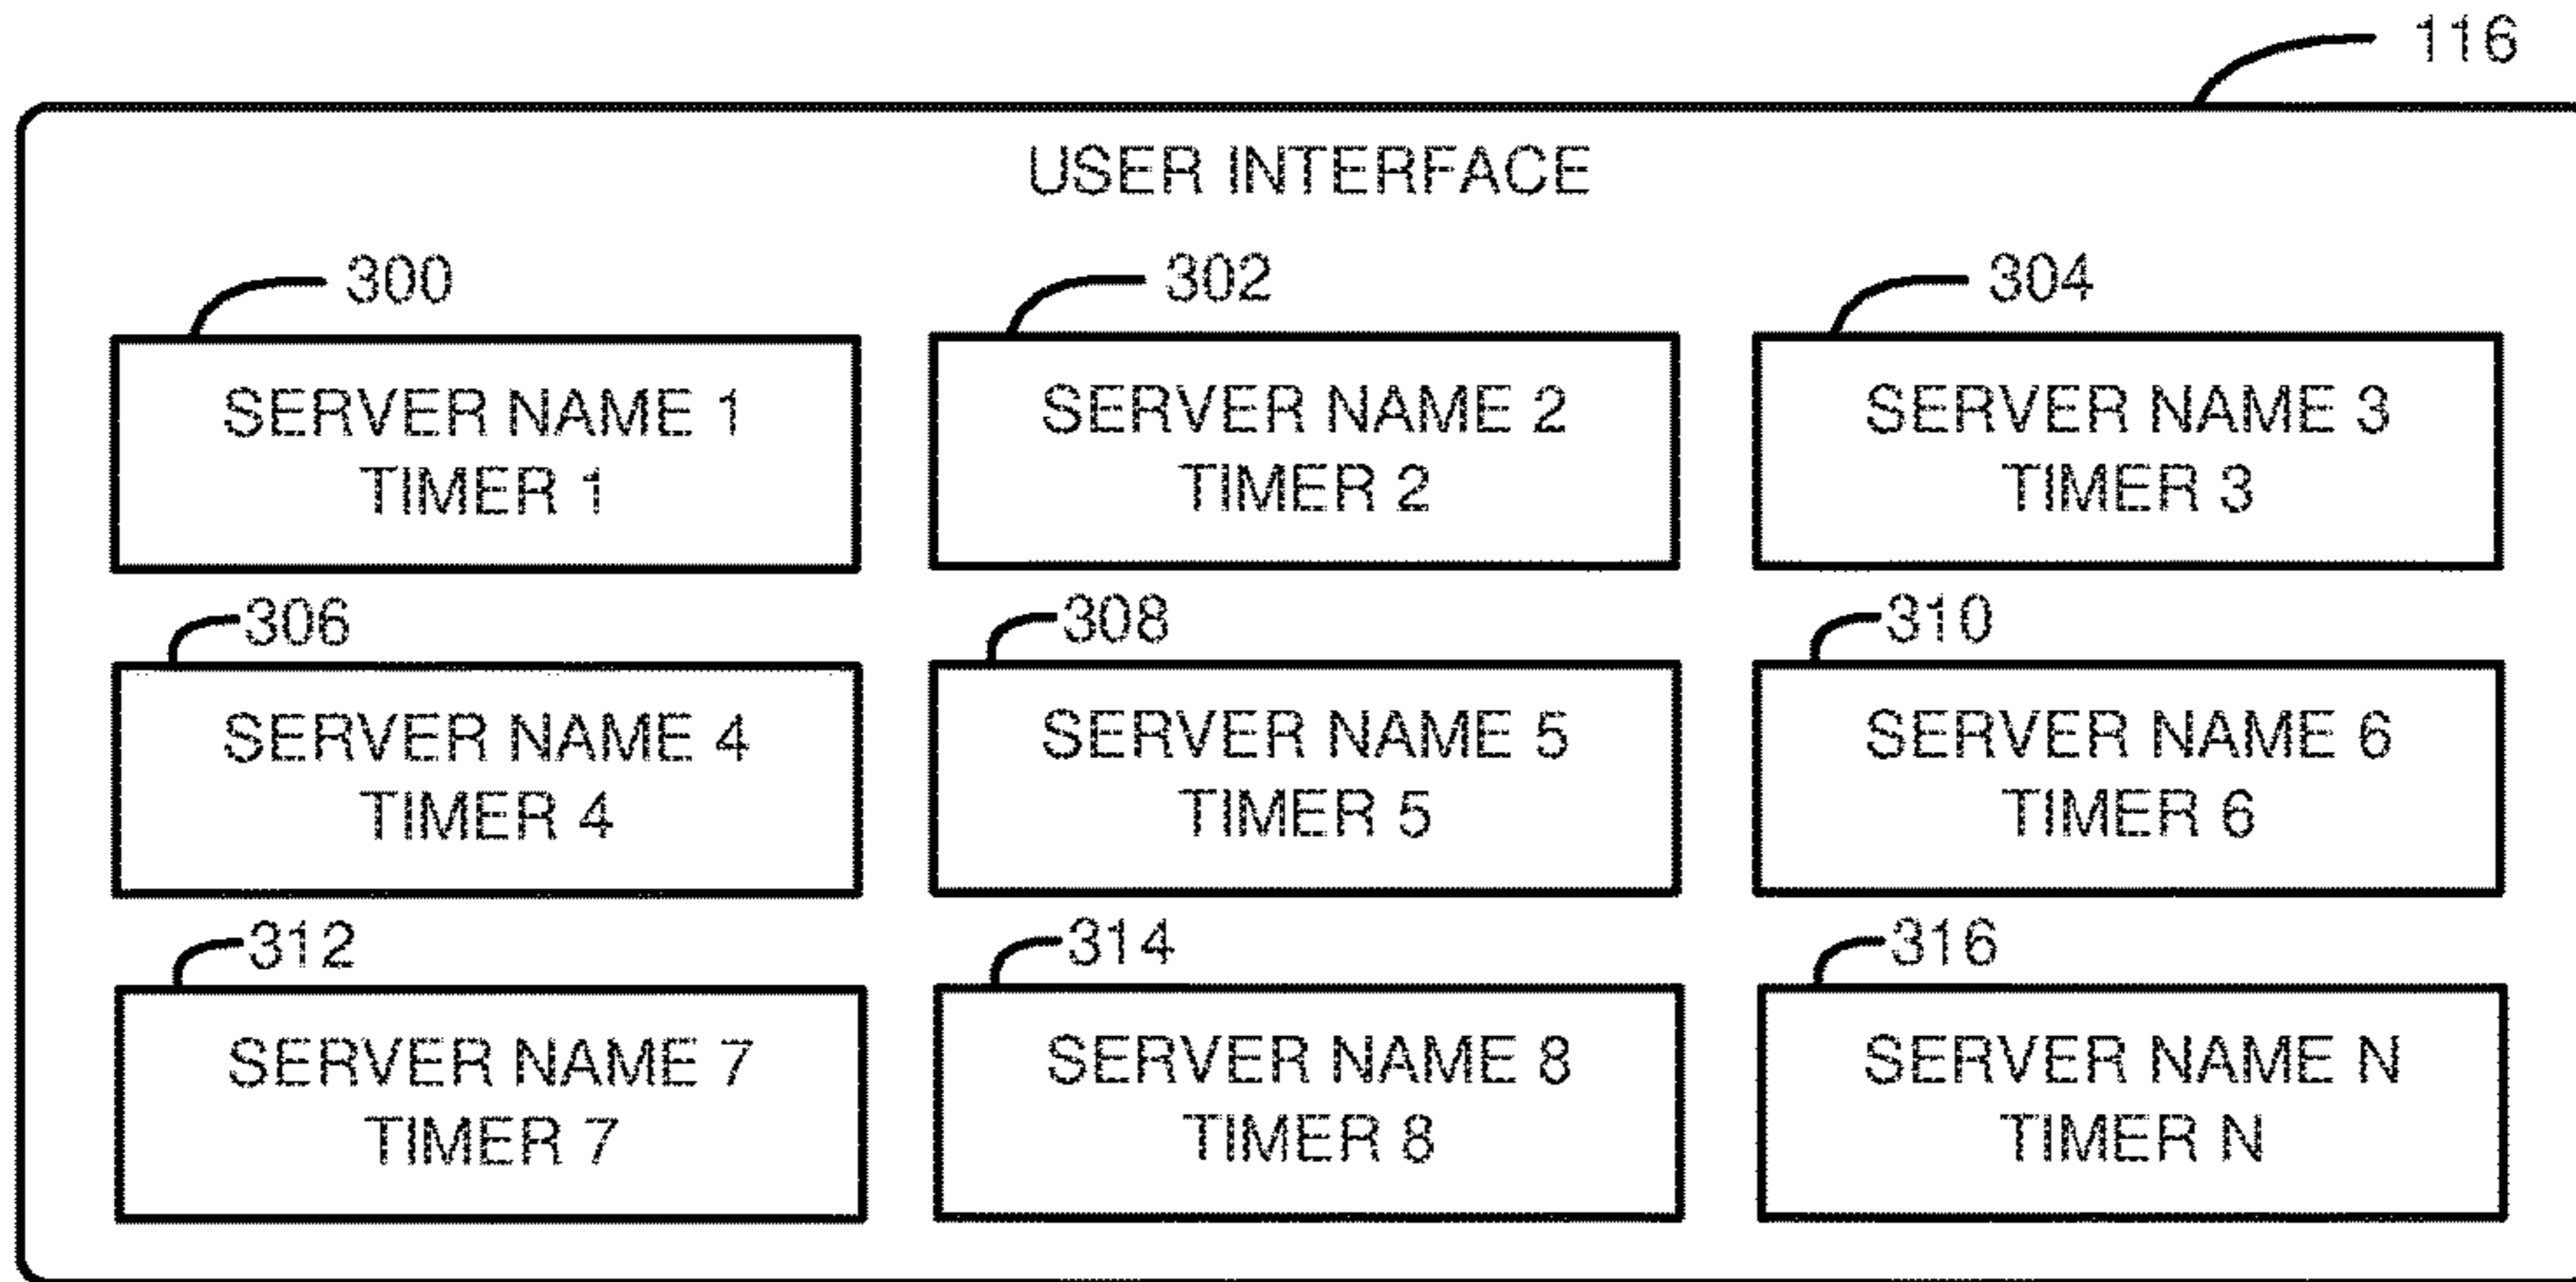 116
USER INTERFACE
300
302
304
SERVER NAME 1
TIMER 1
SERVER NAME 2
TIMER 2
SERVER NAME 3
TIMER 3
306
308
310
SERVER NAME 4
TIMER 4
SERVER NAME 5
TIMER 5
SERVER NAME 6
TIMER 6
312
314
316
SERVER NAME 7
TIMER 7
SERVER NAME 8
TIMER 8
SERVER NAME N
TIMER N